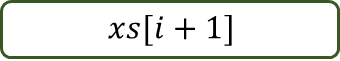 xs[i + 1]